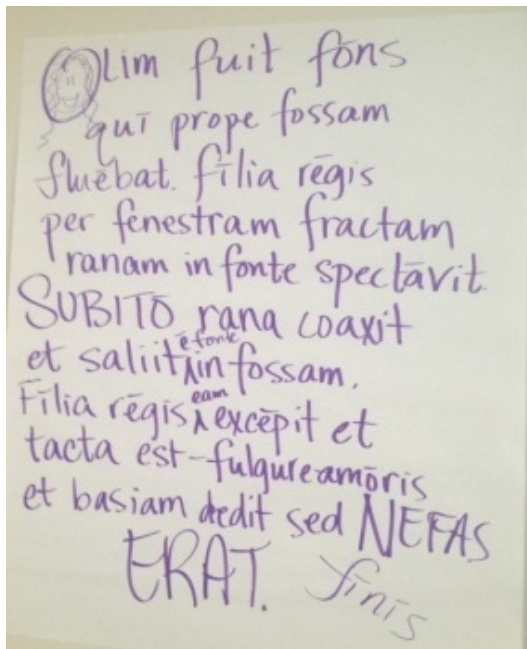 OLim fuit fōns
quī prope fossam
fluēbat. fīlia rēgis
per fenestram fractam
ranam in fonte spectāvit.
SUBITŌ rana coaxit
et saliit ē fonte in fossam.
Fīlia rēgis eam excēpit et
tacta est - fulgure amōris
et basiam dedit sed NEFAS
ERAT. finis